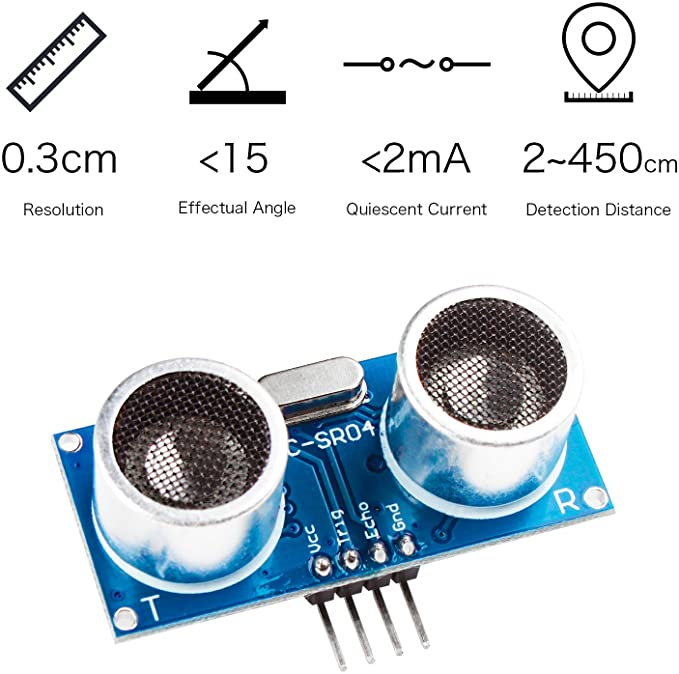 0.3cm
Resolution
<15
Effectual Angle
<2mA
Quiescent Current
2~450cm
Detection Distance
C-SR04
Vcc
Trig
Echo
Gnd
T
R